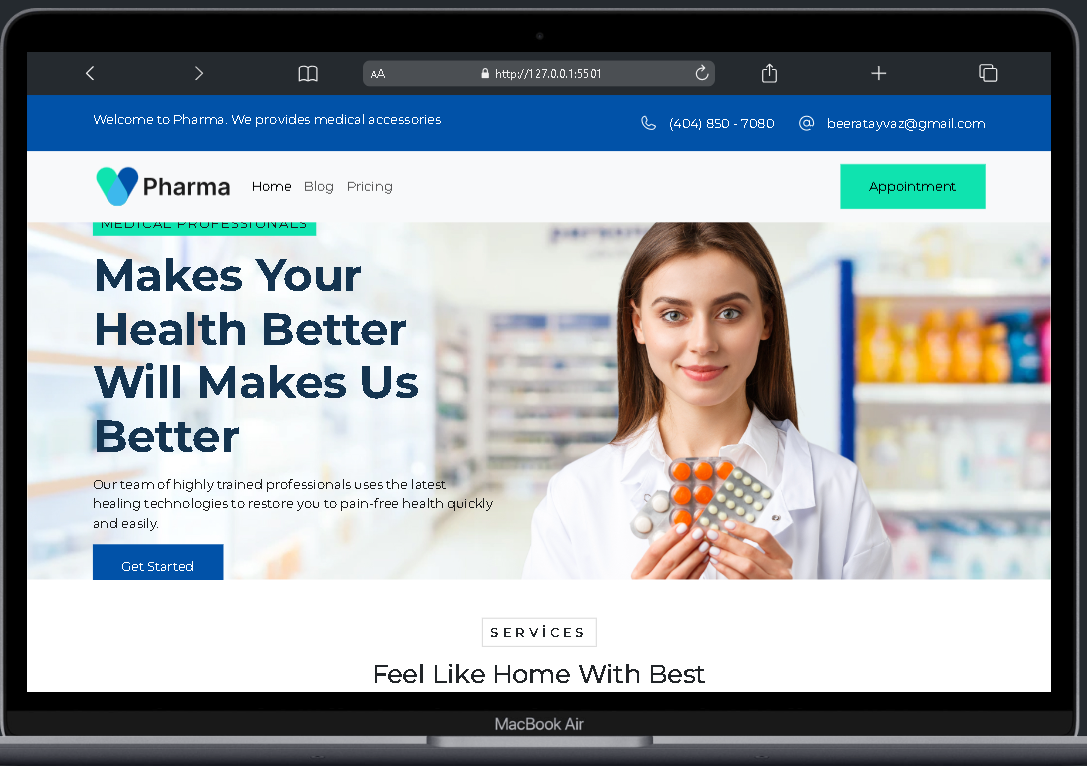 AA
http://127.0.0.1:5501
Welcome to Pharma. We provides medical accessories
(404) 850 - 7080
@
beeratayvaz@gmail.com
Pharma
Home
Blog
Pricing
Appointment
MEDICAL PROFESSIONALS
Makes Your
Health Better
Will Makes Us
Better
Our team of highly trained professionals uses the latest
healing technologies to restore you to pain-free health quickly
and easily.
Get Started
SERVİCES
Feel Like Home With Best
MacBook Air